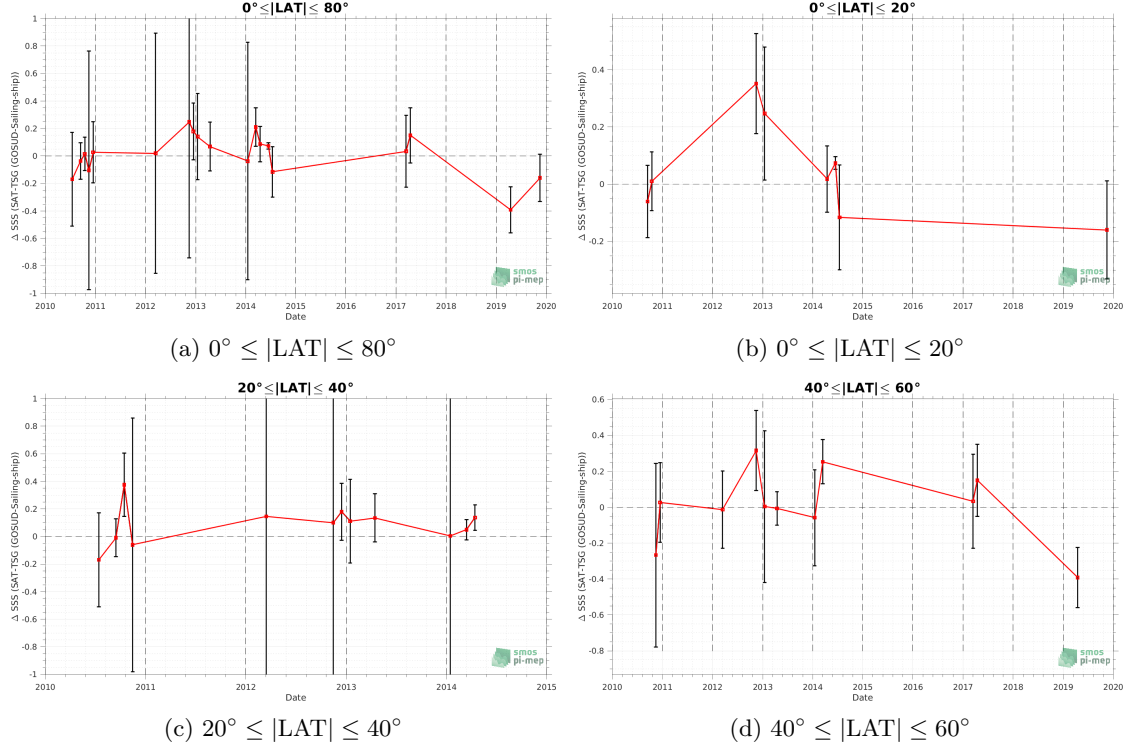 0°≤|LAT|≤ 80°
Δ SSS (SAT-TSG (GOSUD-Sailing-ship))
1
0.8
0.6
0.4
0.2
0
-0.2
-0.4
-0.6
-0.8
-1
2010 2011 2012 2013 2014 2015 2016 2017 2018 2019 2020
Date
smos
pi-mep
(a) 0° ≤ |LAT| ≤ 80°
0°≤|LAT|≤ 20°
Δ SSS (SAT-TSG (GOSUD-Sailing-ship))
0.4
0.2
0
-0.2
2010 2011 2012 2013 2014 2015 2016 2017 2018 2019 2020
Date
smos
pi-mep
(b) 0° ≤ |LAT| ≤ 20°
20°≤|LAT|≤ 40°
Δ SSS (SAT-TSG (GOSUD-Sailing-ship))
1
0.8
0.6
0.4
0.2
0
-0.2
-0.4
-0.6
-0.8
-1
2010 2011 2012 2013 2014 2015
Date
smos
pi-mep
(c) 20° ≤ |LAT| ≤ 40°
40°≤|LAT|≤ 60°
Δ SSS (SAT-TSG (GOSUD-Sailing-ship))
0.6
0.4
0.2
0
-0.2
-0.4
-0.6
-0.8
2010 2011 2012 2013 2014 2015 2016 2017 2018 2019 2020
Date
smos
pi-mep
(d) 40° ≤ |LAT| ≤ 60°